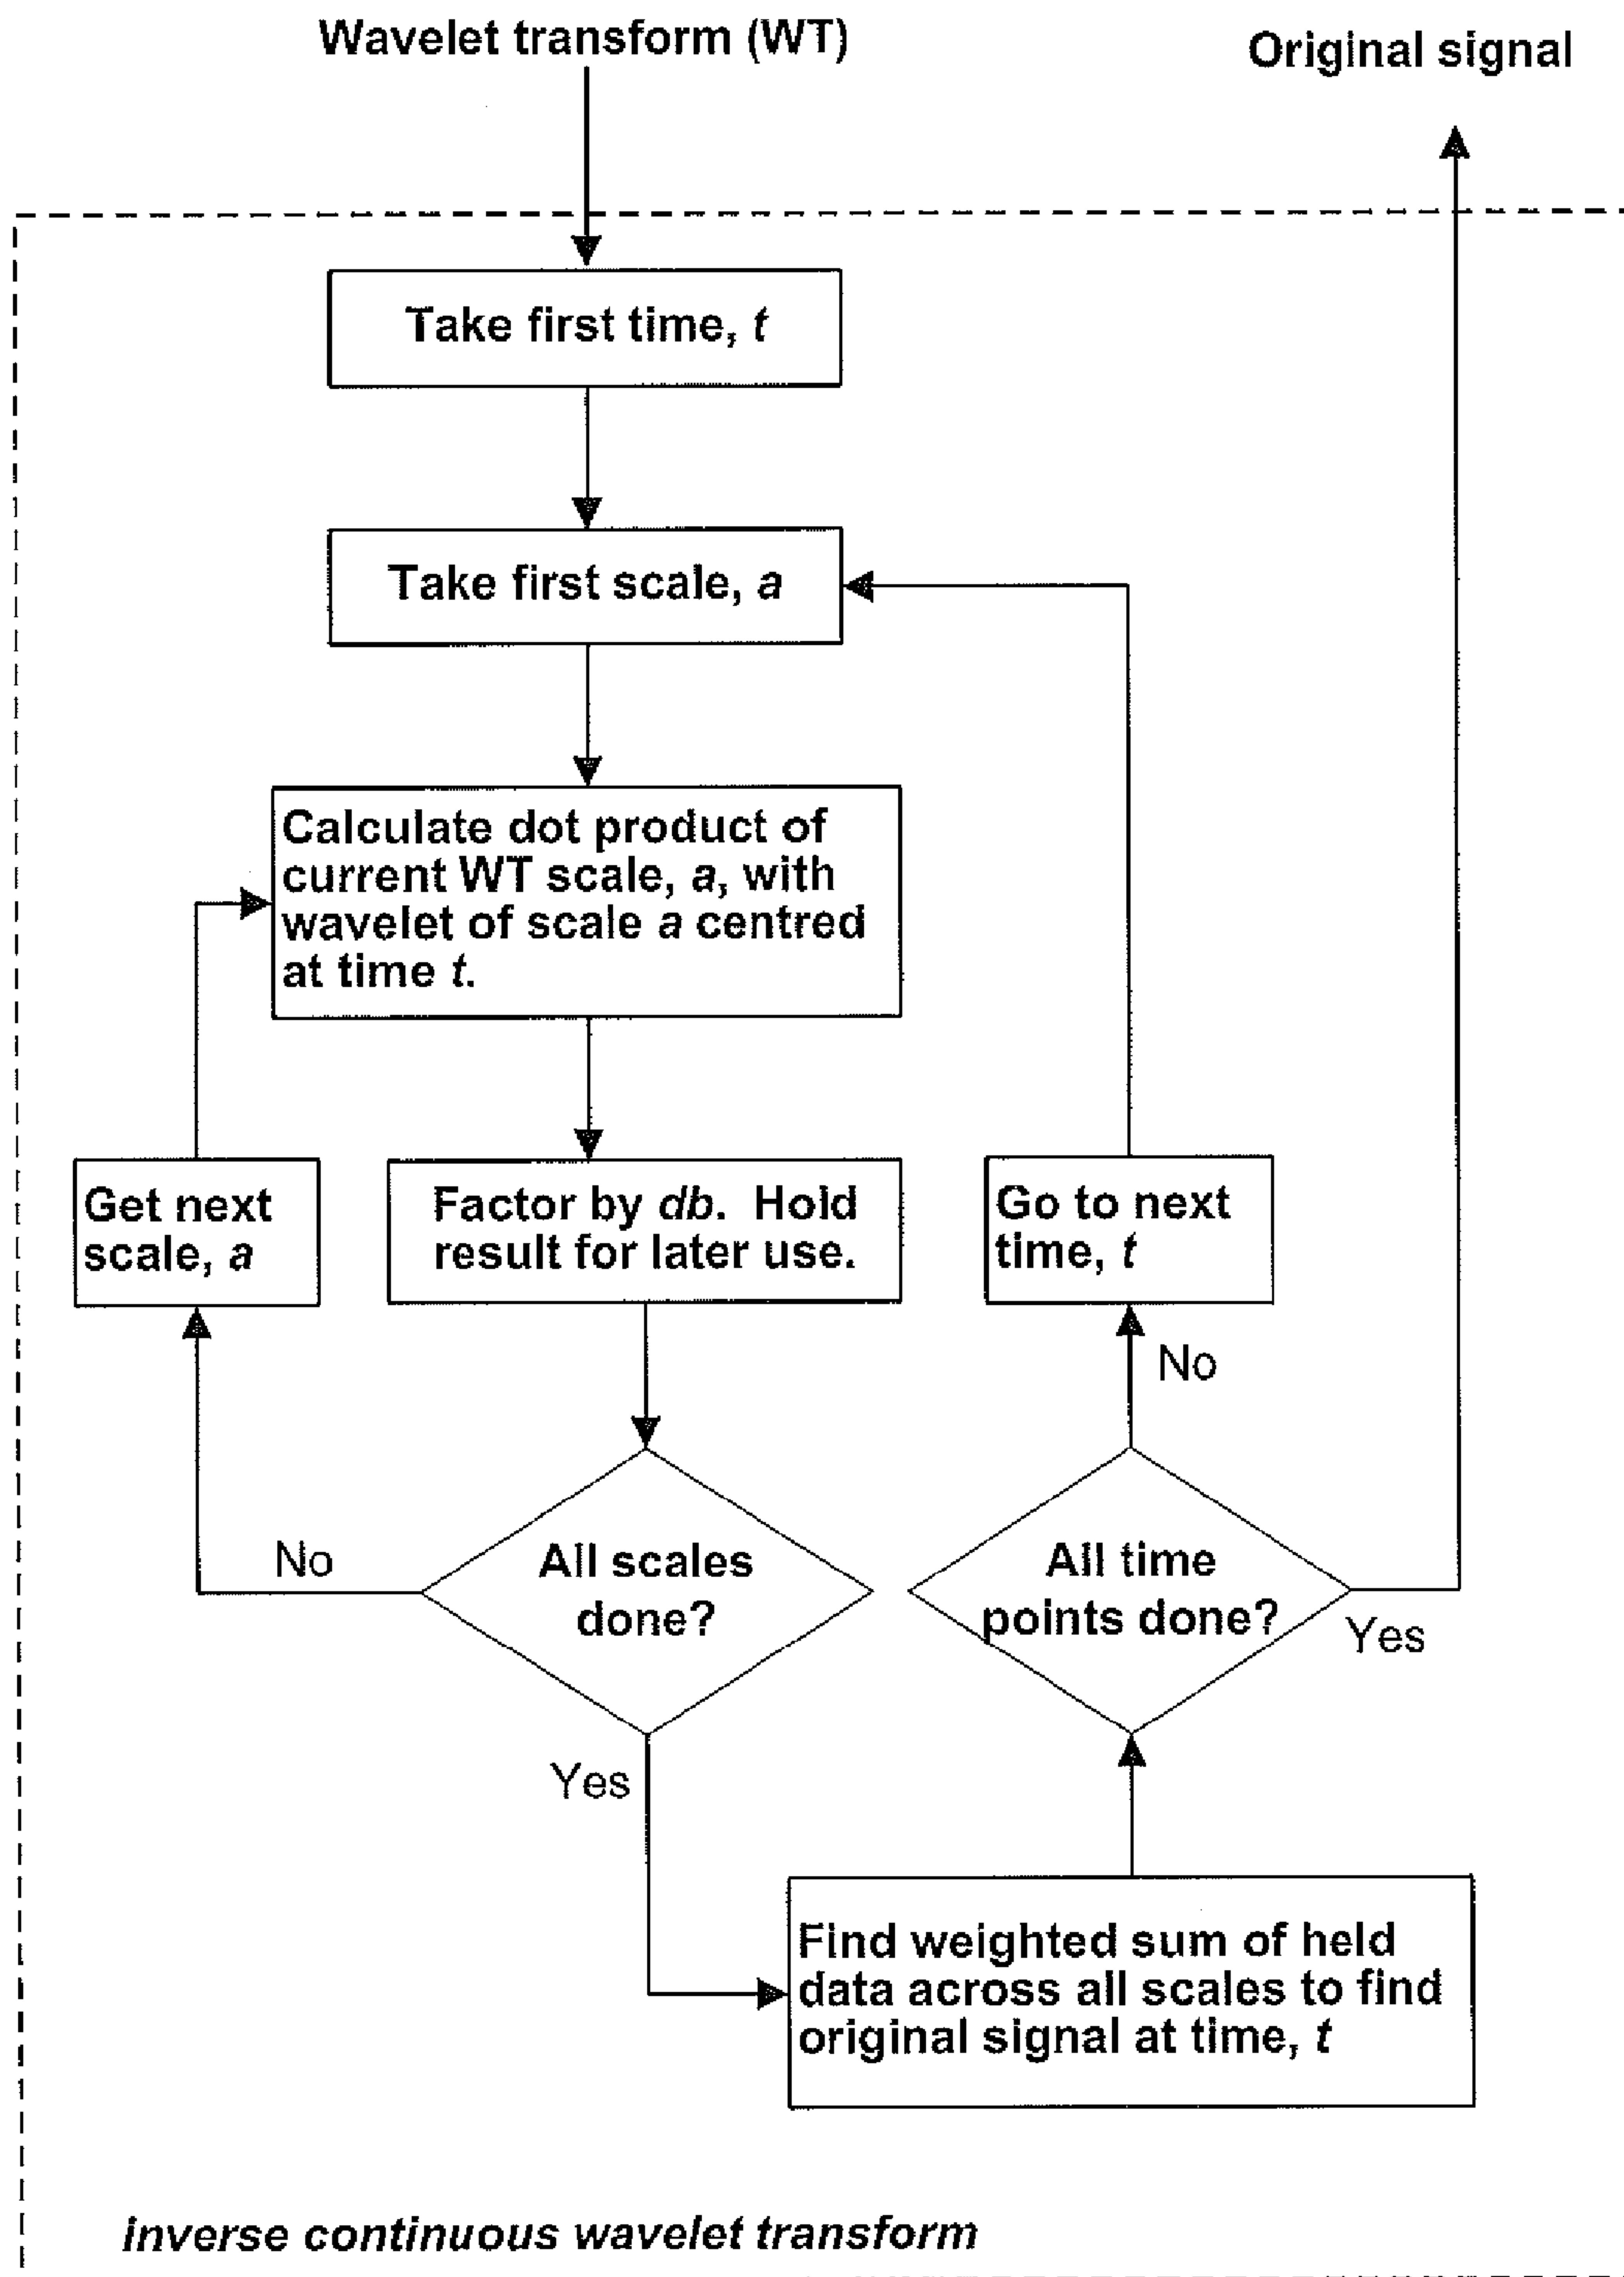 Wavelet transform (WT)
Original signal
Take first time, t
Take first scale, a
Calculate dot product of
current WT scale, a, with
wavelet of scale a centred
at time t.
Get next
scale, a
Factor by db. Hold
result for later use.
Go to next
time, t
No
No
All scales
done?
All time
points done?
Yes
Yes
Find weighted sum of held
data across all scales to find
original signal at time, t
Inverse continuous wavelet transform